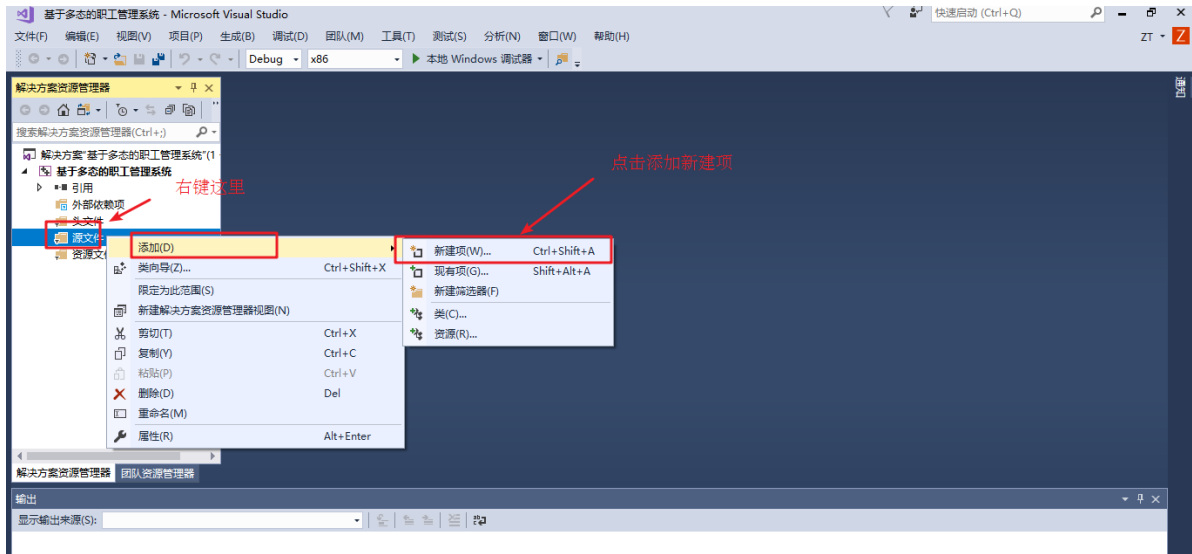 基于多态的职工管理系统 - Microsoft Visual Studio
快速启动 (Ctrl+Q)
文件(F) 编辑(E) 视图(V) 项目(P) 生成(B) 调试(D) 团队(M) 工具(T) 测试(S) 分析(N) 窗口(W) 帮助(H)
ZT
Z
Debug
x86
本地 Windows 调试器
解决方案资源管理器
通知
搜索解决方案资源管理器(Ctrl+;)
解决方案"基于多态的职工管理系统"(1
基于多态的职工管理系统
引用
外部依赖项
头文件
源文件
资源文
右键这里
点击添加新建项
添加(D)
类向导(Z)... Ctrl+Shift+X
限定为此范围(S)
新建解决方案资源管理器视图(N)
剪切(T) Ctrl+X
复制(Y) Ctrl+C
粘贴(P) Ctrl+V
删除(D) Del
重命名(M)
属性(R) Alt+Enter
新建项(W)... Ctrl+Shift+A
现有项(G)... Shift+Alt+A
新建筛选器(F)
类(C)...
资源(R)...
解决方案资源管理器 团队资源管理器
输出
显示输出来源(S):